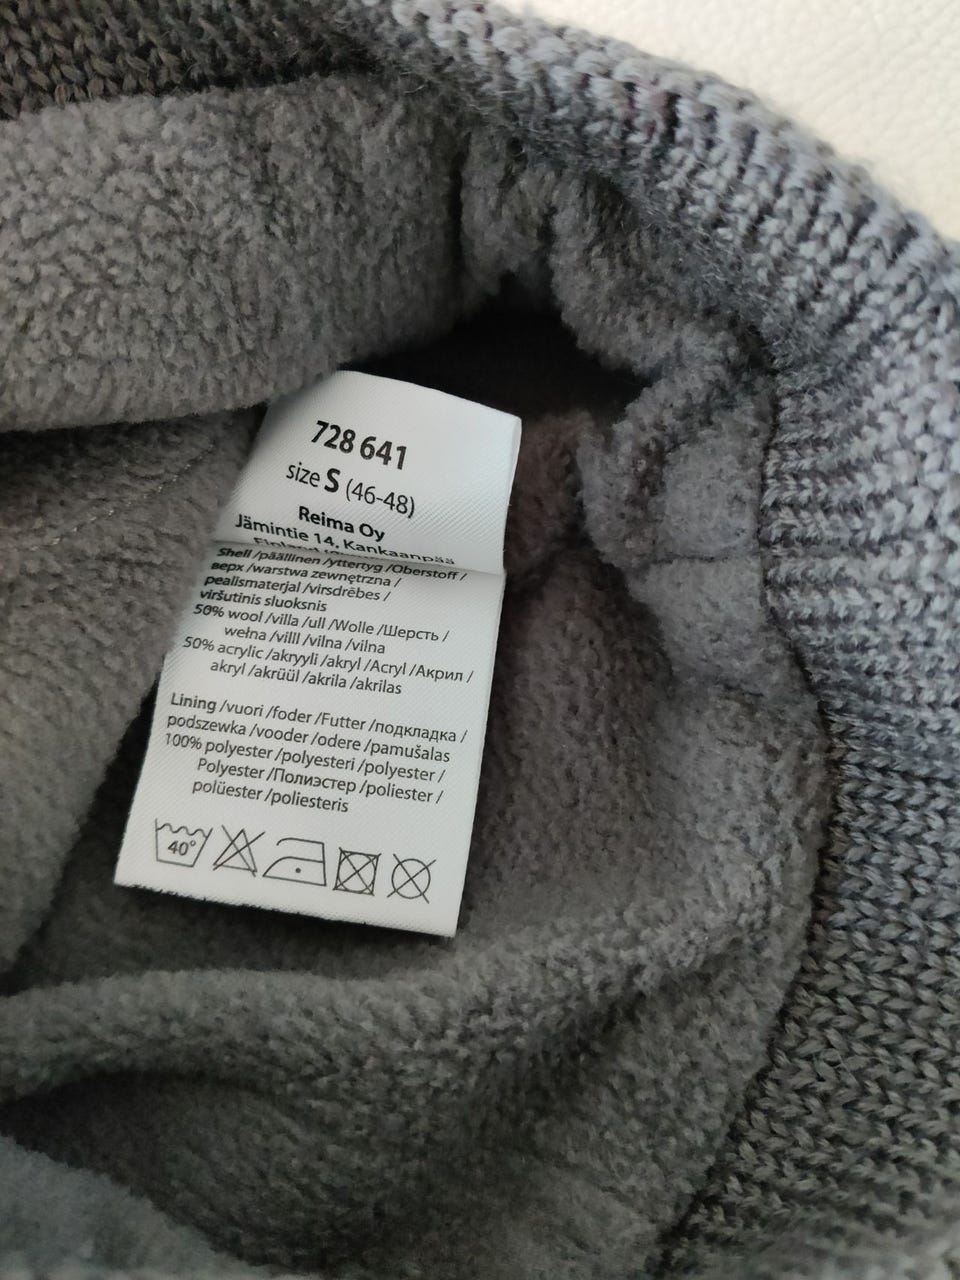 728 641
size S (46-48)
Reima Oy
Jämintie 14, Kankaanpää
Finland
Shell /päällinen /yttertyg /Oberstoff /
верх /warstwa zewnętrzna /
pealismaterjal /virsdrēbes /
viršutinis sluoksnis
50% wool /villa /ull /Wolle /Шерсть /
wełna /villl /vilna /vilna
50% acrylic /akryyli /akryl /Acryl /Акрил /
akryl /akrüül /akrila /akrilas
Lining /vuori /foder /Futter /подкладка /
podszewka /vooder /odere /pamušalas
100% polyester /polyesteri /polyester /
Polyester /Полиэстер /poliester /
polüester /poliesteris
40°